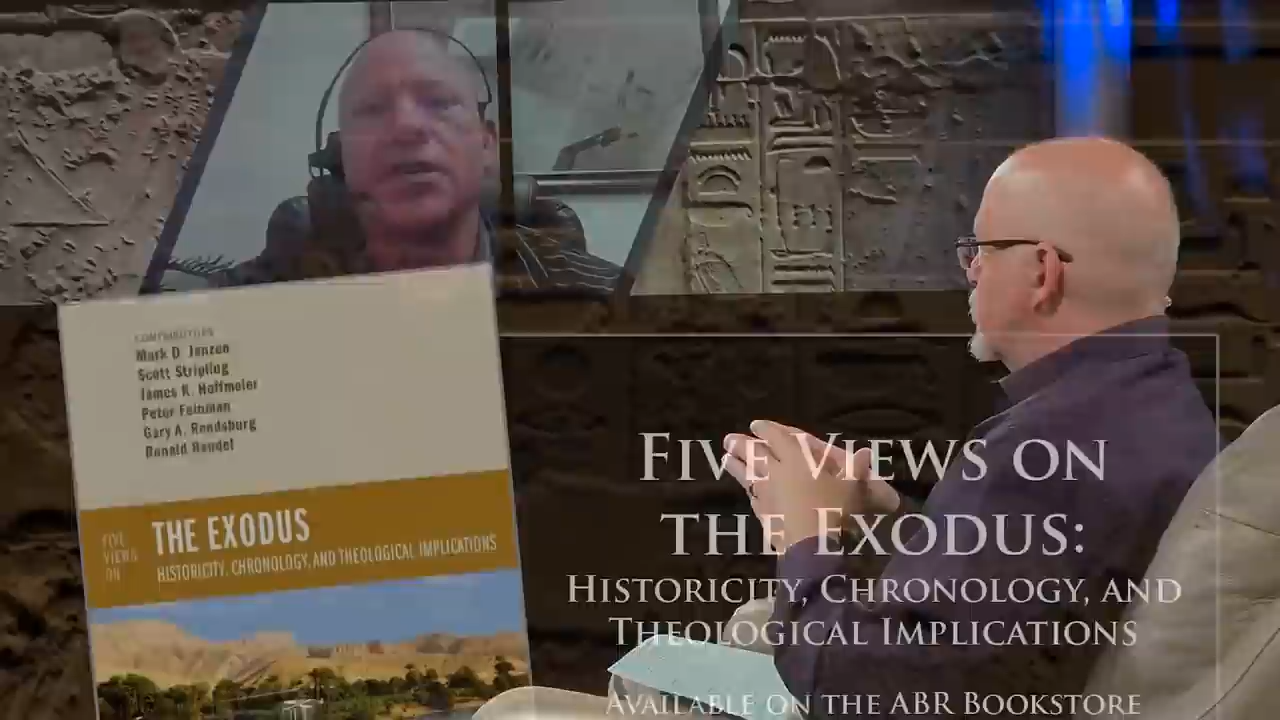 CONTRIBUTORS
Mark D. Janzen
Scott Stripling
James K. Hoffmeier
Peter Feinman
Gary A. Rendsburg
Ronald Hendel
FIVE
VIEWS
ON
THE EXODUS
HISTORICITY, CHRONOLOGY, AND THEOLOGICAL IMPLICATIONS
FIVE VIEWS ON
THE EXODUS:
HISTORICITY, CHRONOLOGY, AND
THEOLOGICAL IMPLICATIONS
AVAILABLE ON THE ABR BOOKSTORE